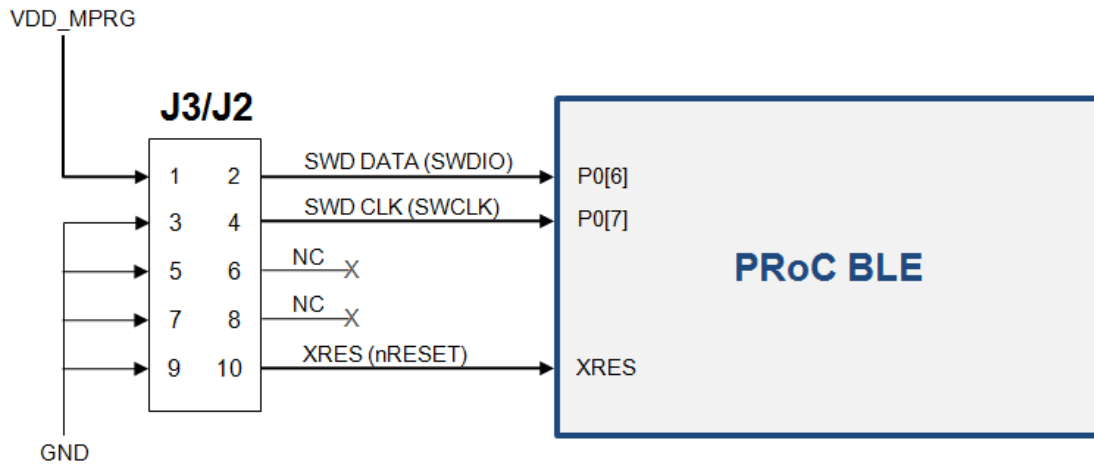 VDD_MPRG
J3/J2
1 2 SWD DATA (SWDIO) P0[6]
3 4 SWD CLK (SWCLK) P0[7]
5 6 NC X
7 8 NC X
9 10 XRES (nRESET) XRES
PRoC BLE
GND